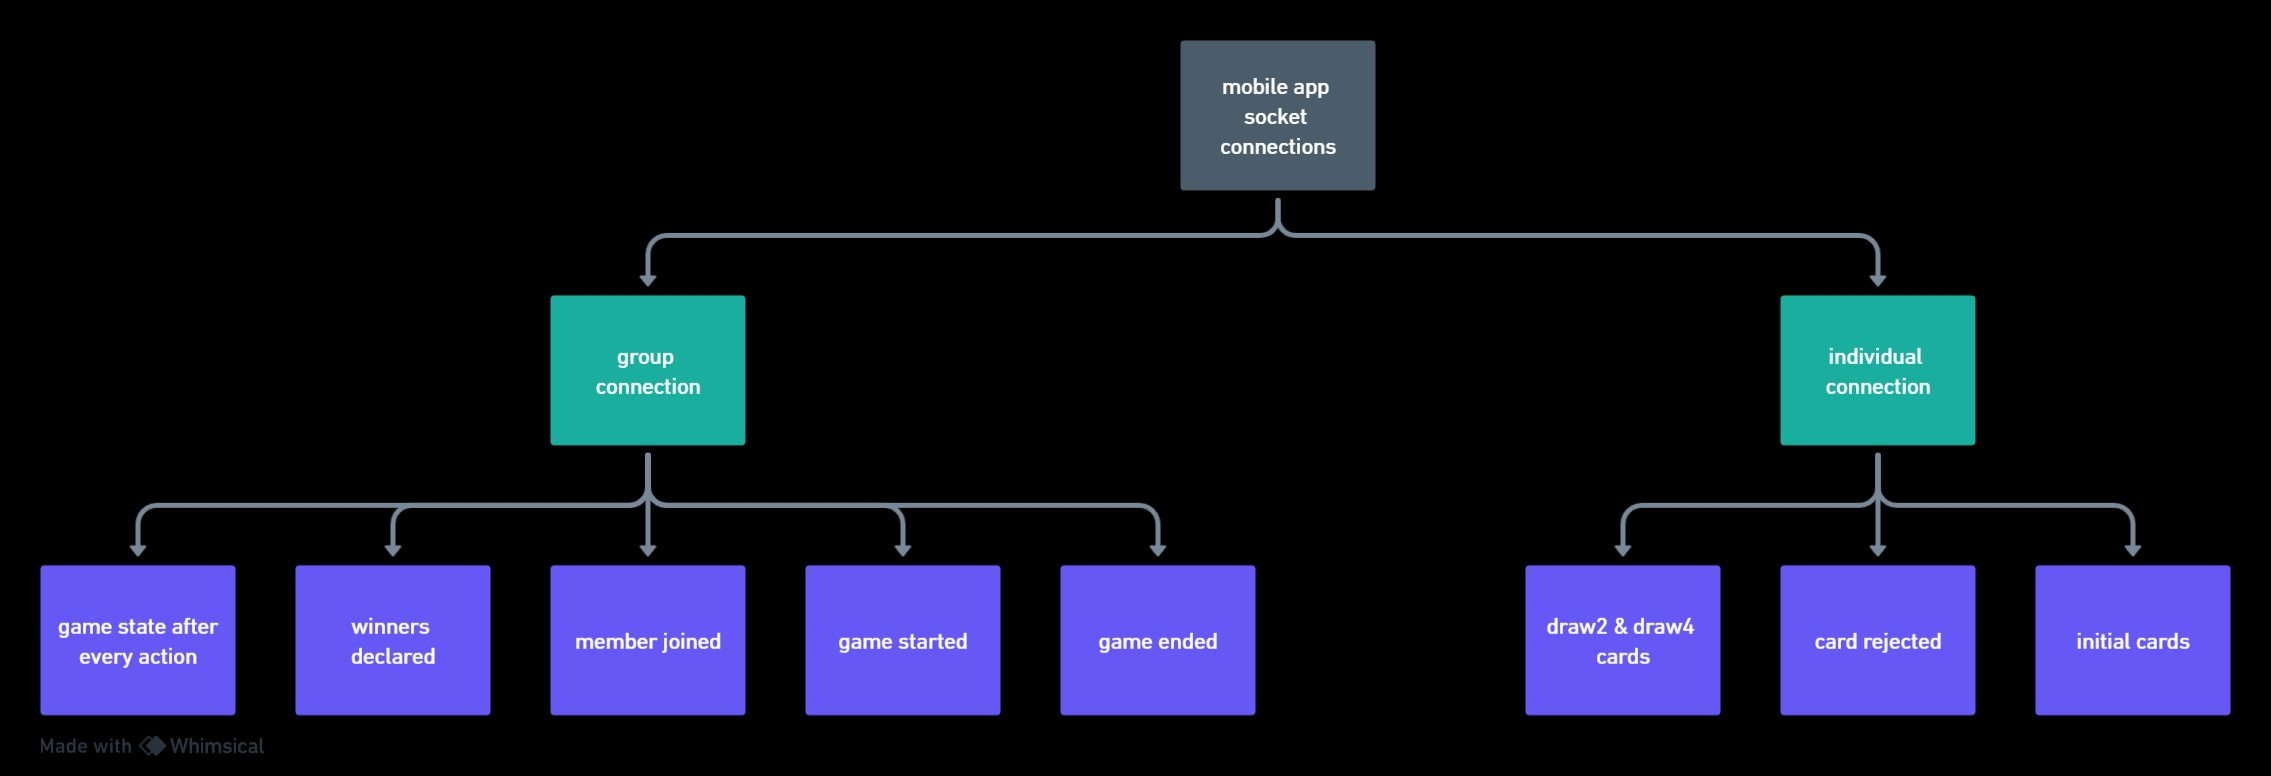 mobile app
socket
connections
group
connection
individual
connection
game state after
every action
winners
declared
member joined
game started
game ended
draw2 & draw4
cards
card rejected
initial cards
Made with Whimsical